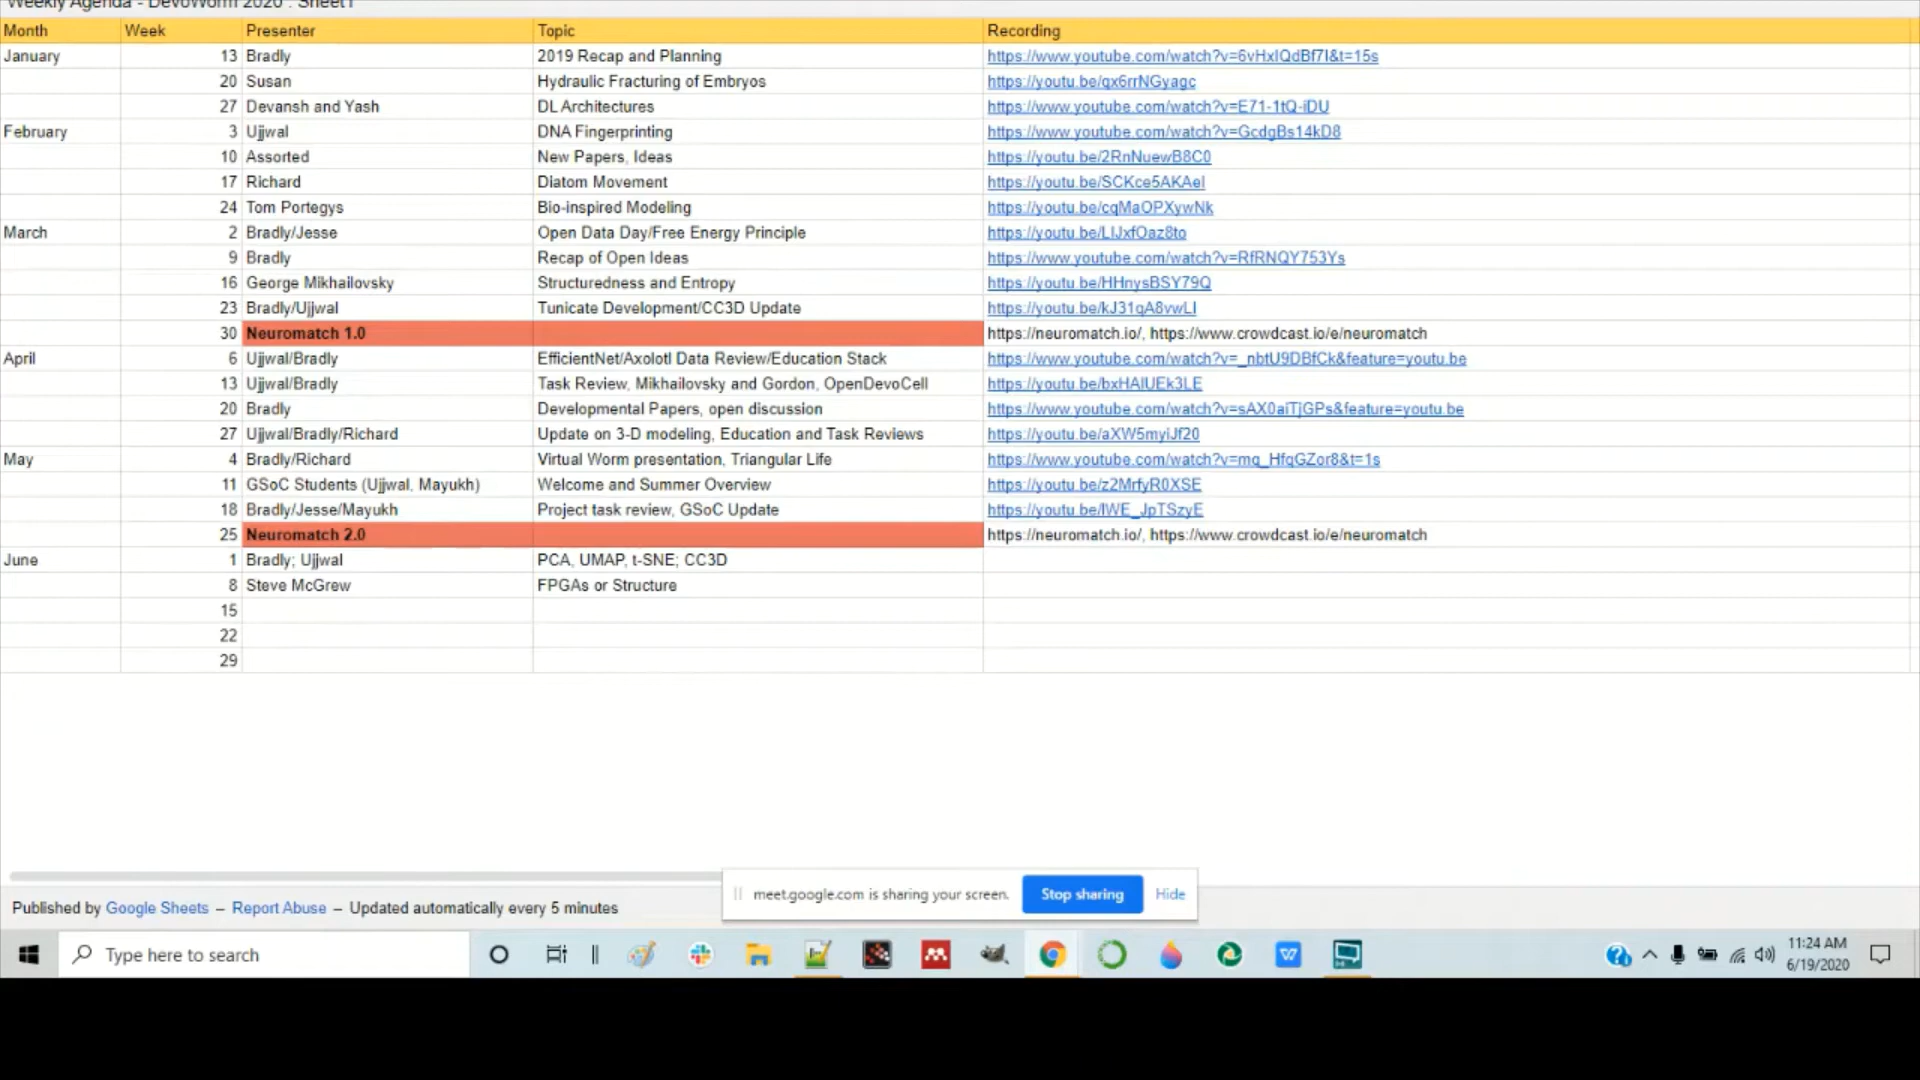 Weekly Agenda - DevoWorm 2020 : Sheet1
Month Week Presenter Topic Recording
January 13 Bradly 2019 Recap and Planning https://www.youtube.com/watch?v=6vHxIQdBf7I&t=15s
20 Susan Hydraulic Fracturing of Embryos https://youtu.be/qx6rrNGyagc
27 Devansh and Yash DL Architectures https://www.youtube.com/watch?v=E71-1tQ-iDU
February 3 Ujjwal DNA Fingerprinting https://www.youtube.com/watch?v=GcdgBs14kD8
10 Assorted New Papers, Ideas https://youtu.be/2RnNuewB8C0
17 Richard Diatom Movement https://youtu.be/SCKce5AKAeI
24 Tom Portegys Bio-inspired Modeling https://youtu.be/cqMaOPXywNk
March 2 Bradly/Jesse Open Data Day/Free Energy Principle https://youtu.be/LIJxfOaz8to
9 Bradly Recap of Open Ideas https://www.youtube.com/watch?v=RfRNQY753Ys
16 George Mikhailovsky Structuredness and Entropy https://youtu.be/HHnysBSY79Q
23 Bradly/Ujjwal Tunicate Development/CC3D Update https://youtu.be/kJ31qA8vwLI
30 Neuromatch 1.0 https://neuromatch.io/, https://www.crowdcast.io/e/neuromatch
April 6 Ujjwal/Bradly EfficientNet/Axolotl Data Review/Education Stack https://www.youtube.com/watch?v=_nbtU9DBfCk&feature=youtu.be
13 Ujjwal/Bradly Task Review, Mikhailovsky and Gordon, OpenDevoCell https://youtu.be/bxHAlUEk3LE
20 Bradly Developmental Papers, open discussion https://www.youtube.com/watch?v=sAX0aiTjGPs&feature=youtu.be
27 Ujjwal/Bradly/Richard Update on 3-D modeling, Education and Task Reviews https://youtu.be/aXW5myiJf20
May 4 Bradly/Richard Virtual Worm presentation, Triangular Life https://www.youtube.com/watch?v=mq_HfqGZor8&t=1s
11 GSoC Students (Ujjwal, Mayukh) Welcome and Summer Overview https://youtu.be/z2MrfyR0XSE
18 Bradly/Jesse/Mayukh Project task review, GSoC Update https://youtu.be/IWE_JpTSzyE
25 Neuromatch 2.0 https://neuromatch.io/, https://www.crowdcast.io/e/neuromatch
June 1 Bradly; Ujjwal PCA, UMAP, t-SNE; CC3D
8 Steve McGrew FPGAs or Structure
15
22
29
meet.google.com is sharing your screen. Stop sharing Hide
Published by Google Sheets – Report Abuse – Updated automatically every 5 minutes
Type here to search
11:24 AM
6/19/2020